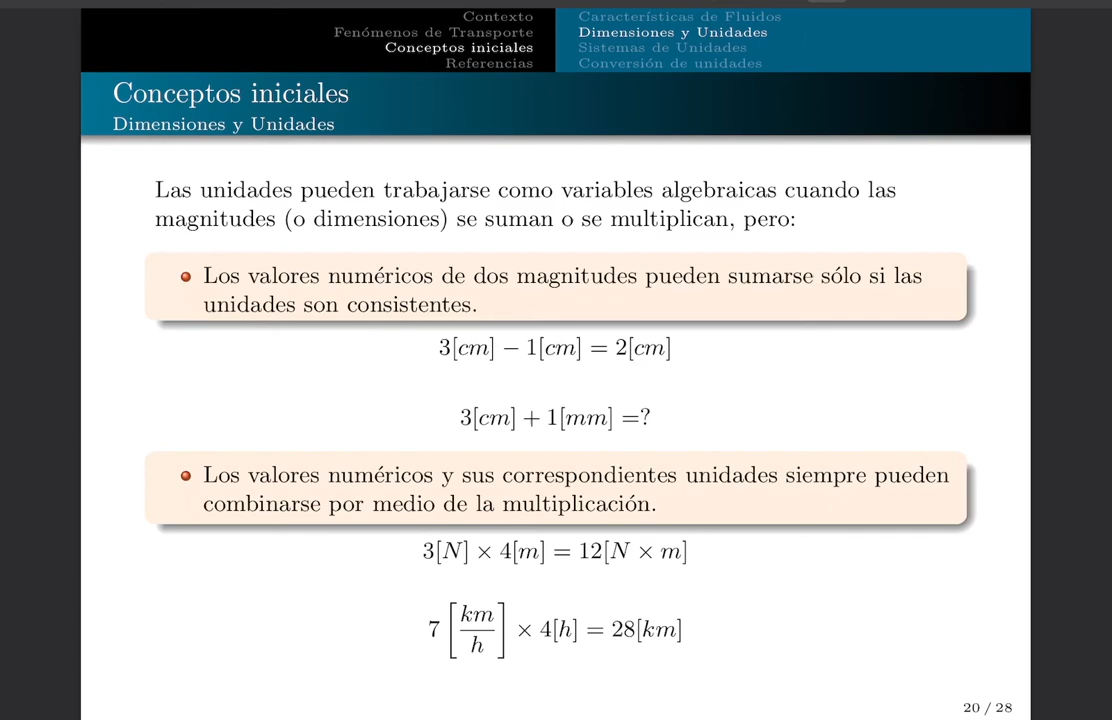 Contexto
Fenómenos de Transporte
Conceptos iniciales
Referencias
Características de Fluidos
Dimensiones y Unidades
Sistemas de Unidades
Conversión de unidades
Conceptos iniciales
Dimensiones y Unidades
Las unidades pueden trabajarse como variables algebraicas cuando las
magnitudes (o dimensiones) se suman o se multiplican, pero:
Los valores numéricos de dos magnitudes pueden sumarse sólo si las
unidades son consistentes.
3[cm] − 1[cm] = 2[cm]
3[cm] + 1[mm] =?
Los valores numéricos y sus correspondientes unidades siempre pueden
combinarse por medio de la multiplicación.
3[N] × 4[m] = 12[N × m]
7 [km/h] × 4[h] = 28[km]
20 / 28